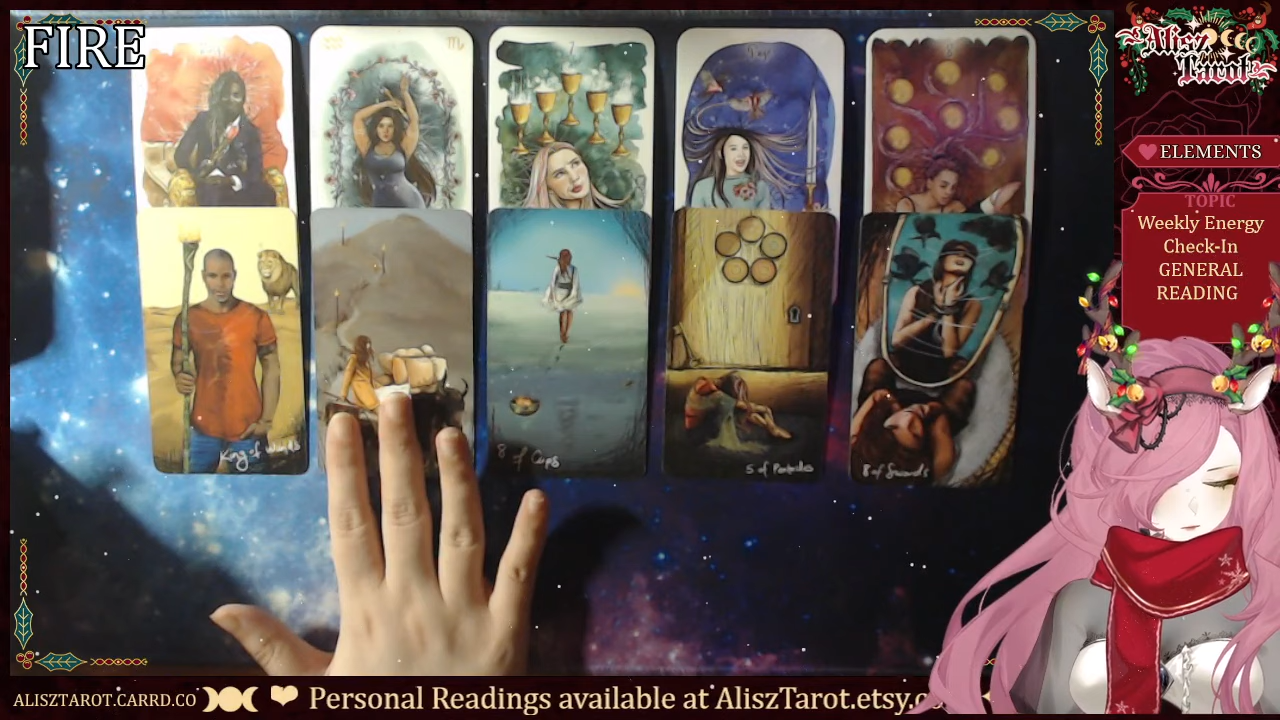 FIRE
Alisz
Tarot
ELEMENTS
TOPIC
Weekly Energy
Check-In
GENERAL
READING
King of Wands
8 of Cups
5 of Pentacles
8 of Swords
ALISZTAROT.CARRD.CO
Personal Readings available at AliszTarot.etsy.co